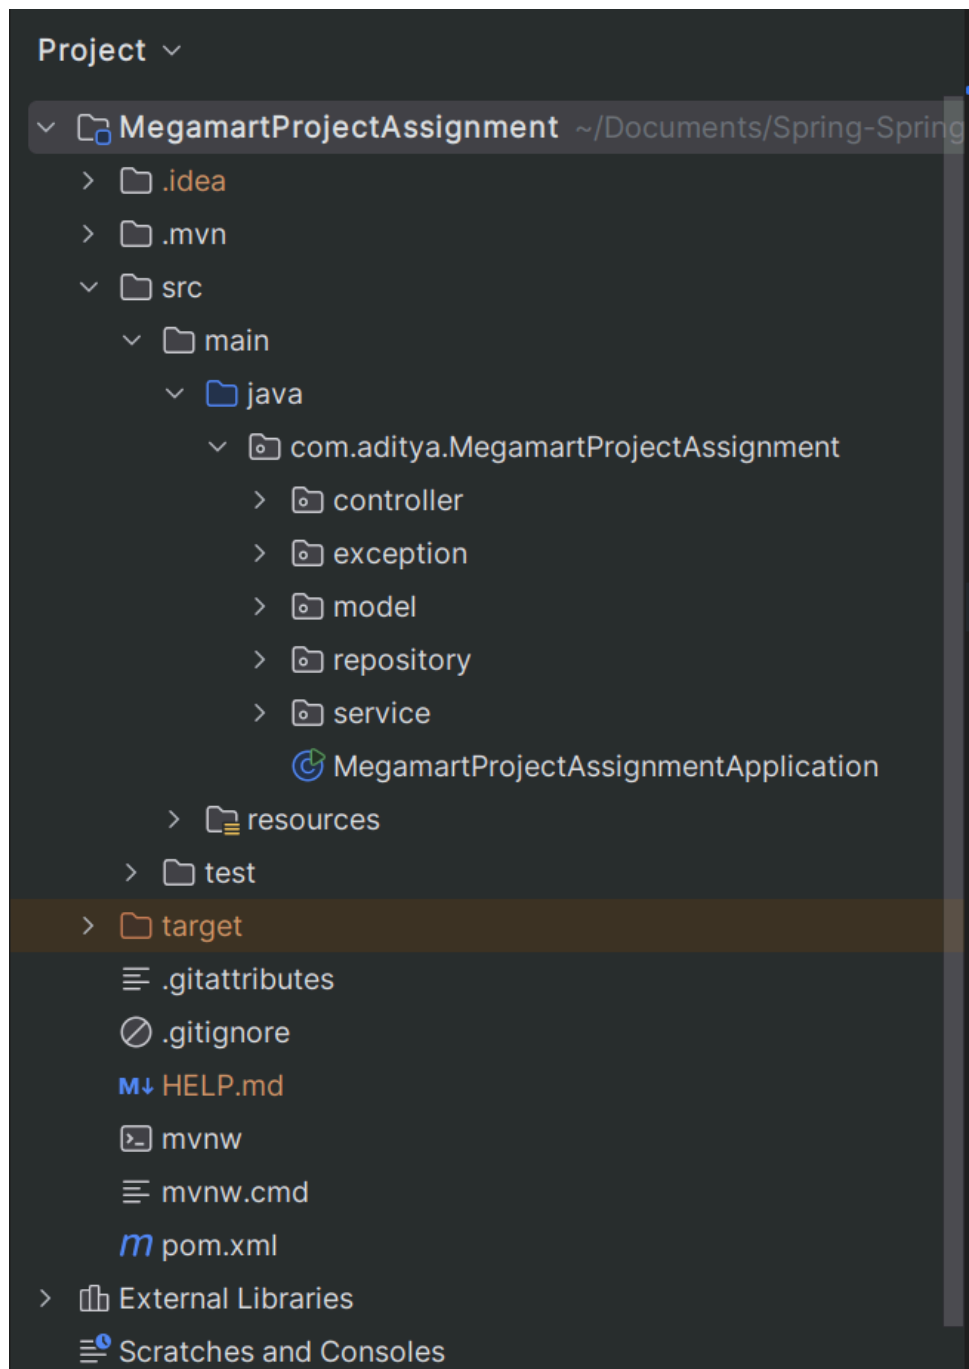 Project
MegamartProjectAssignment ~/Documents/Spring-Spring
.idea
.mvn
src
main
java
com.aditya.MegamartProjectAssignment
controller
exception
model
repository
service
MegamartProjectAssignmentApplication
resources
test
target
.gitattributes
.gitignore
HELP.md
mvnw
mvnw.cmd
pom.xml
External Libraries
Scratches and Consoles